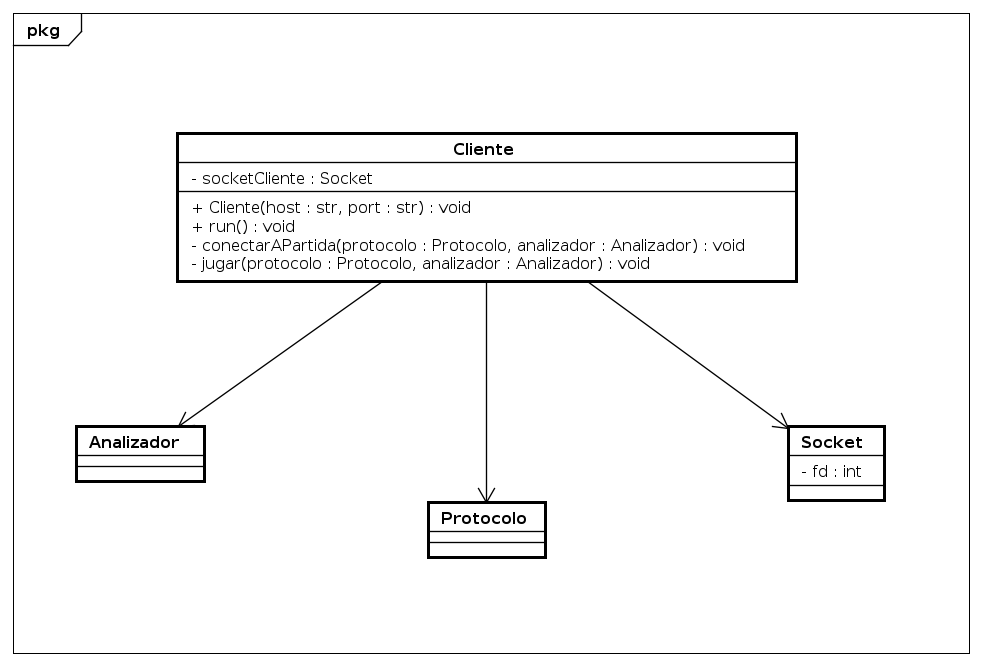 pkg
Cliente
- socketCliente : Socket
+ Cliente(host : str, port : str) : void
+ run() : void
- conectarAPartida(protocolo : Protocolo, analizador : Analizador) : void
- jugar(protocolo : Protocolo, analizador : Analizador) : void
Analizador
Socket
- fd : int
Protocolo